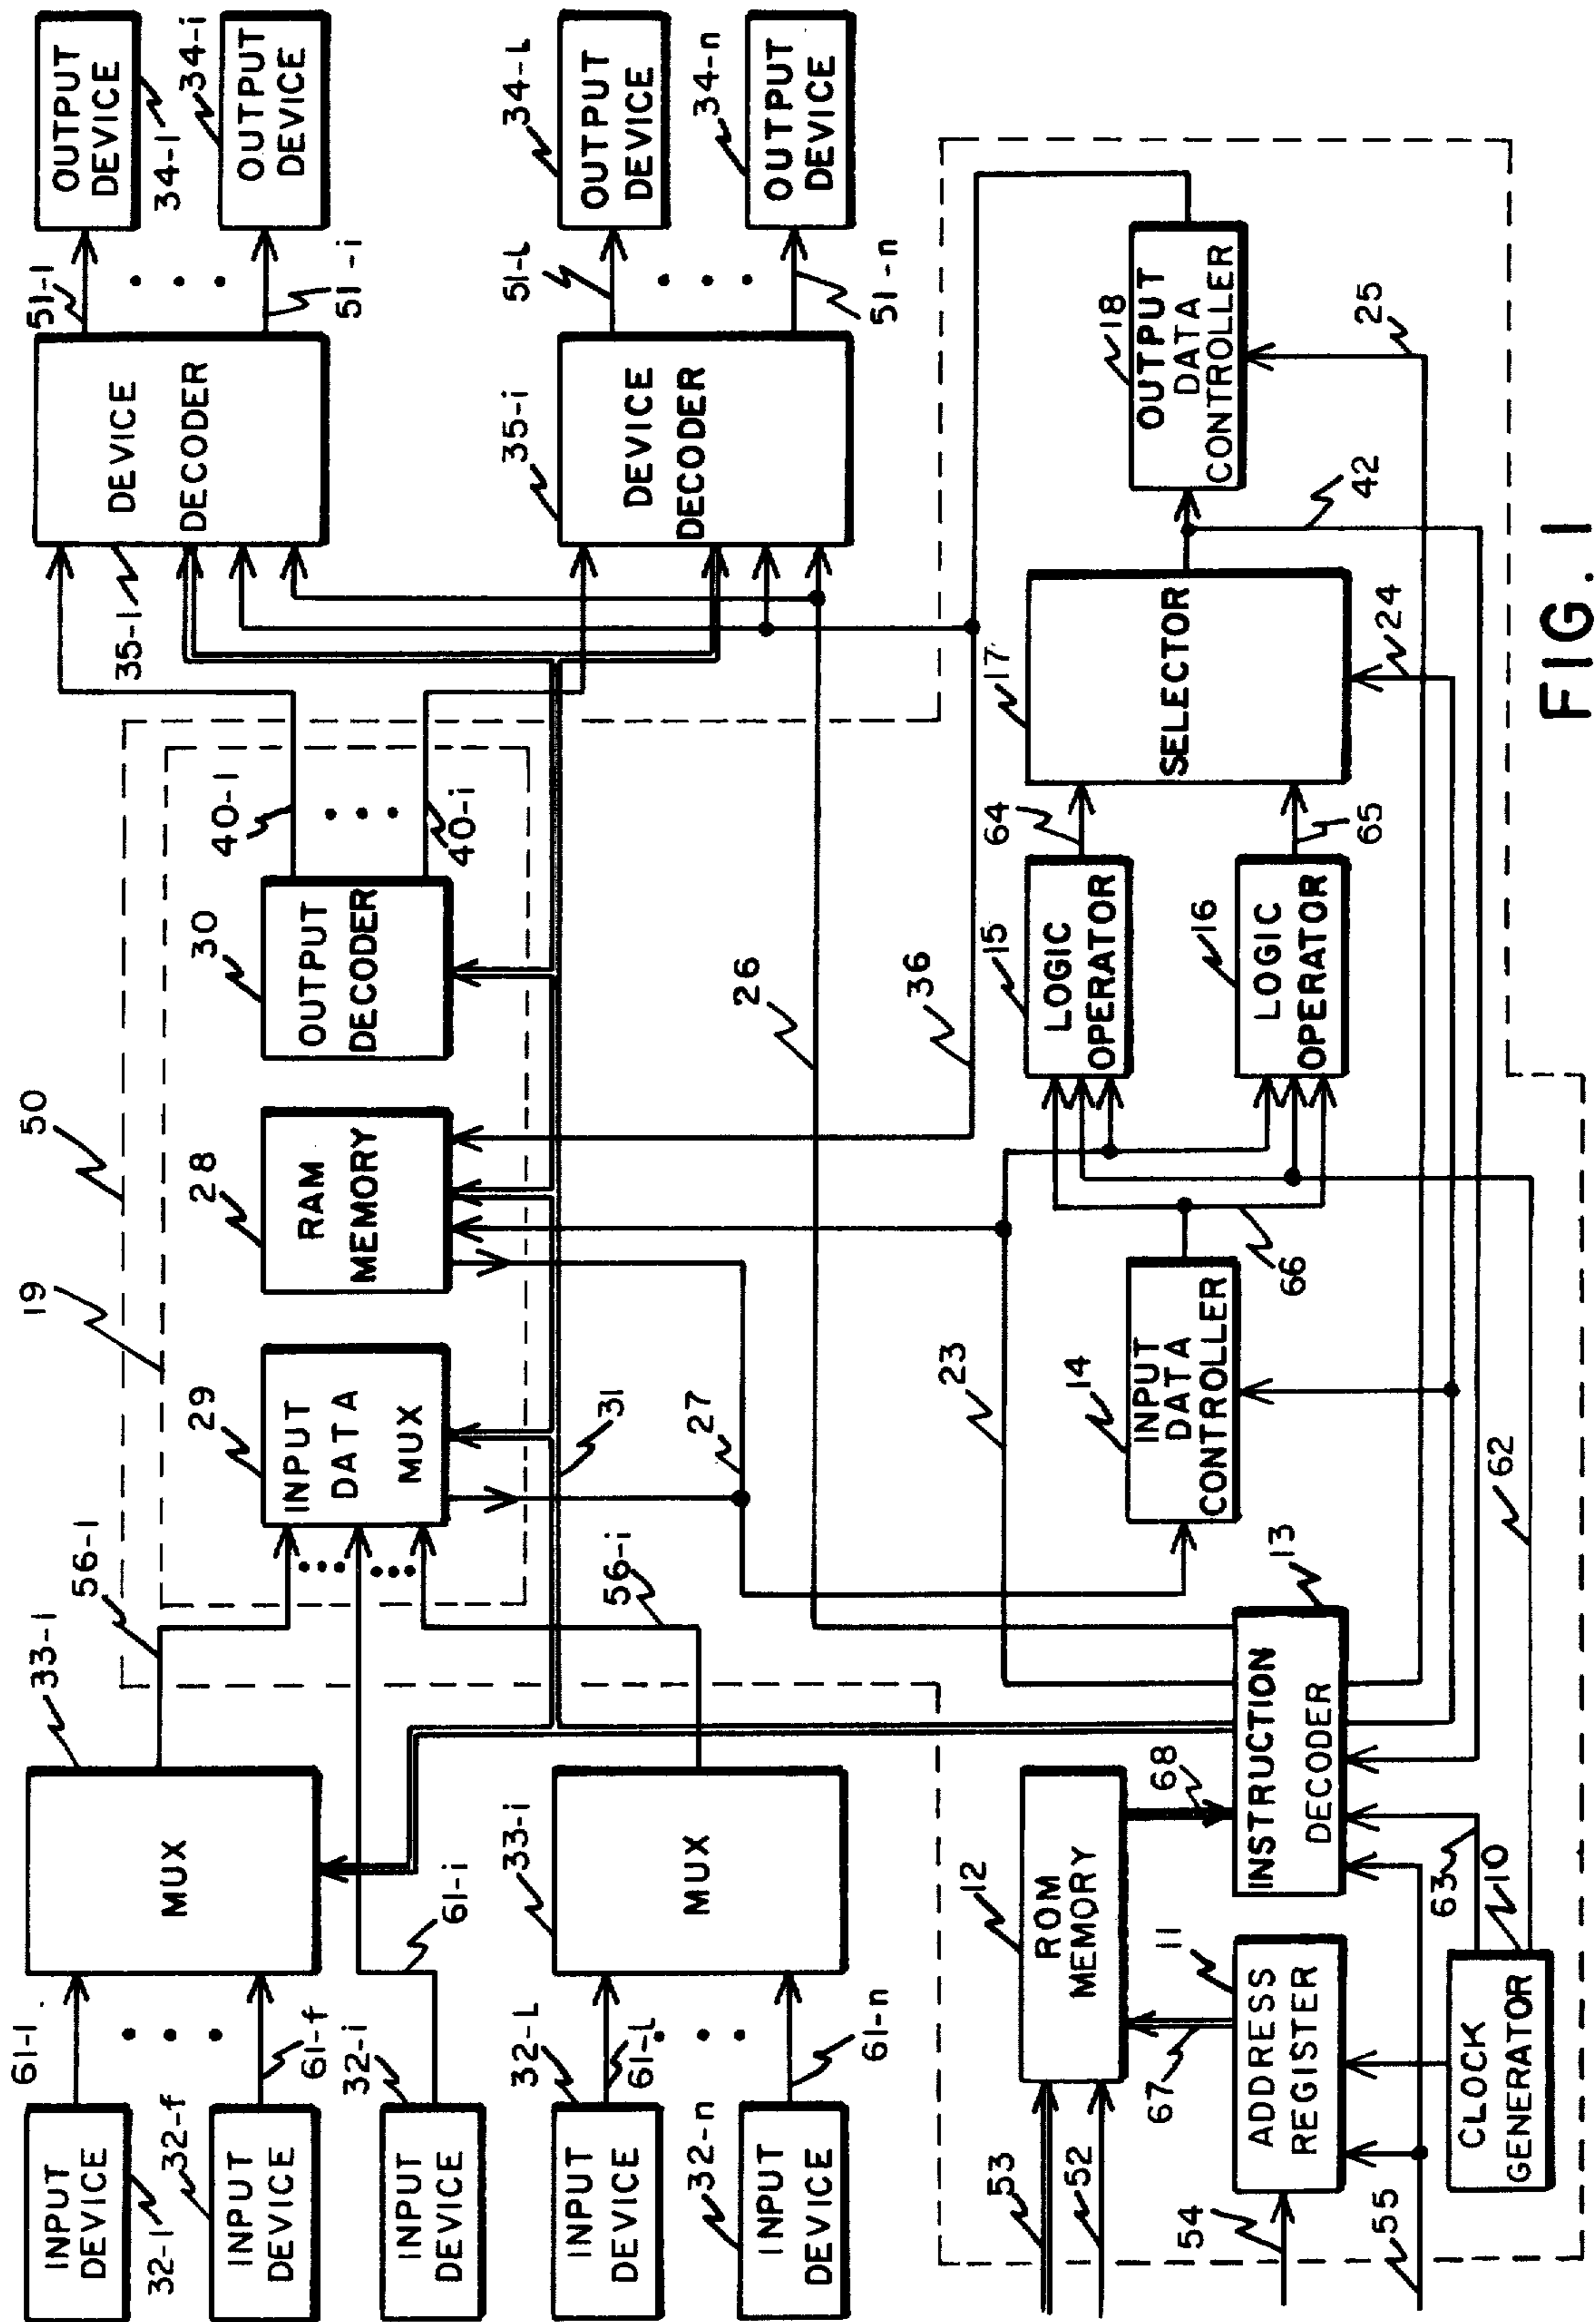 61-1
INPUT
DEVICE
32-1
32-f
INPUT
DEVICE
61-f
32-i
INPUT
DEVICE
61-i
32-L
INPUT
DEVICE
61-L
32-n
INPUT
DEVICE
61-n
33-1
MUX
56-1
33-i
MUX
56-i
19
50
29
INPUT
DATA
MUX
28
RAM
MEMORY
30
OUTPUT
DECODER
40-1
40-i
31
27
26
23
36
35-1
DEVICE
DECODER
51-1
51-i
OUTPUT
DEVICE
34-1
34-i
OUTPUT
DEVICE
35-i
DEVICE
DECODER
51-L
51-n
34-L
OUTPUT
DEVICE
34-n
OUTPUT
DEVICE
53
52
54
55
12
ROM
MEMORY
67
68
11
ADDRESS
REGISTER
CLOCK
GENERATOR
10
63
13
INSTRUCTION
DECODER
62
14
INPUT
DATA
CONTROLLER
66
15
LOGIC
OPERATOR
64
16
LOGIC
OPERATOR
65
17
SELECTOR
24
42
18
OUTPUT
DATA
CONTROLLER
25
FIG. 1